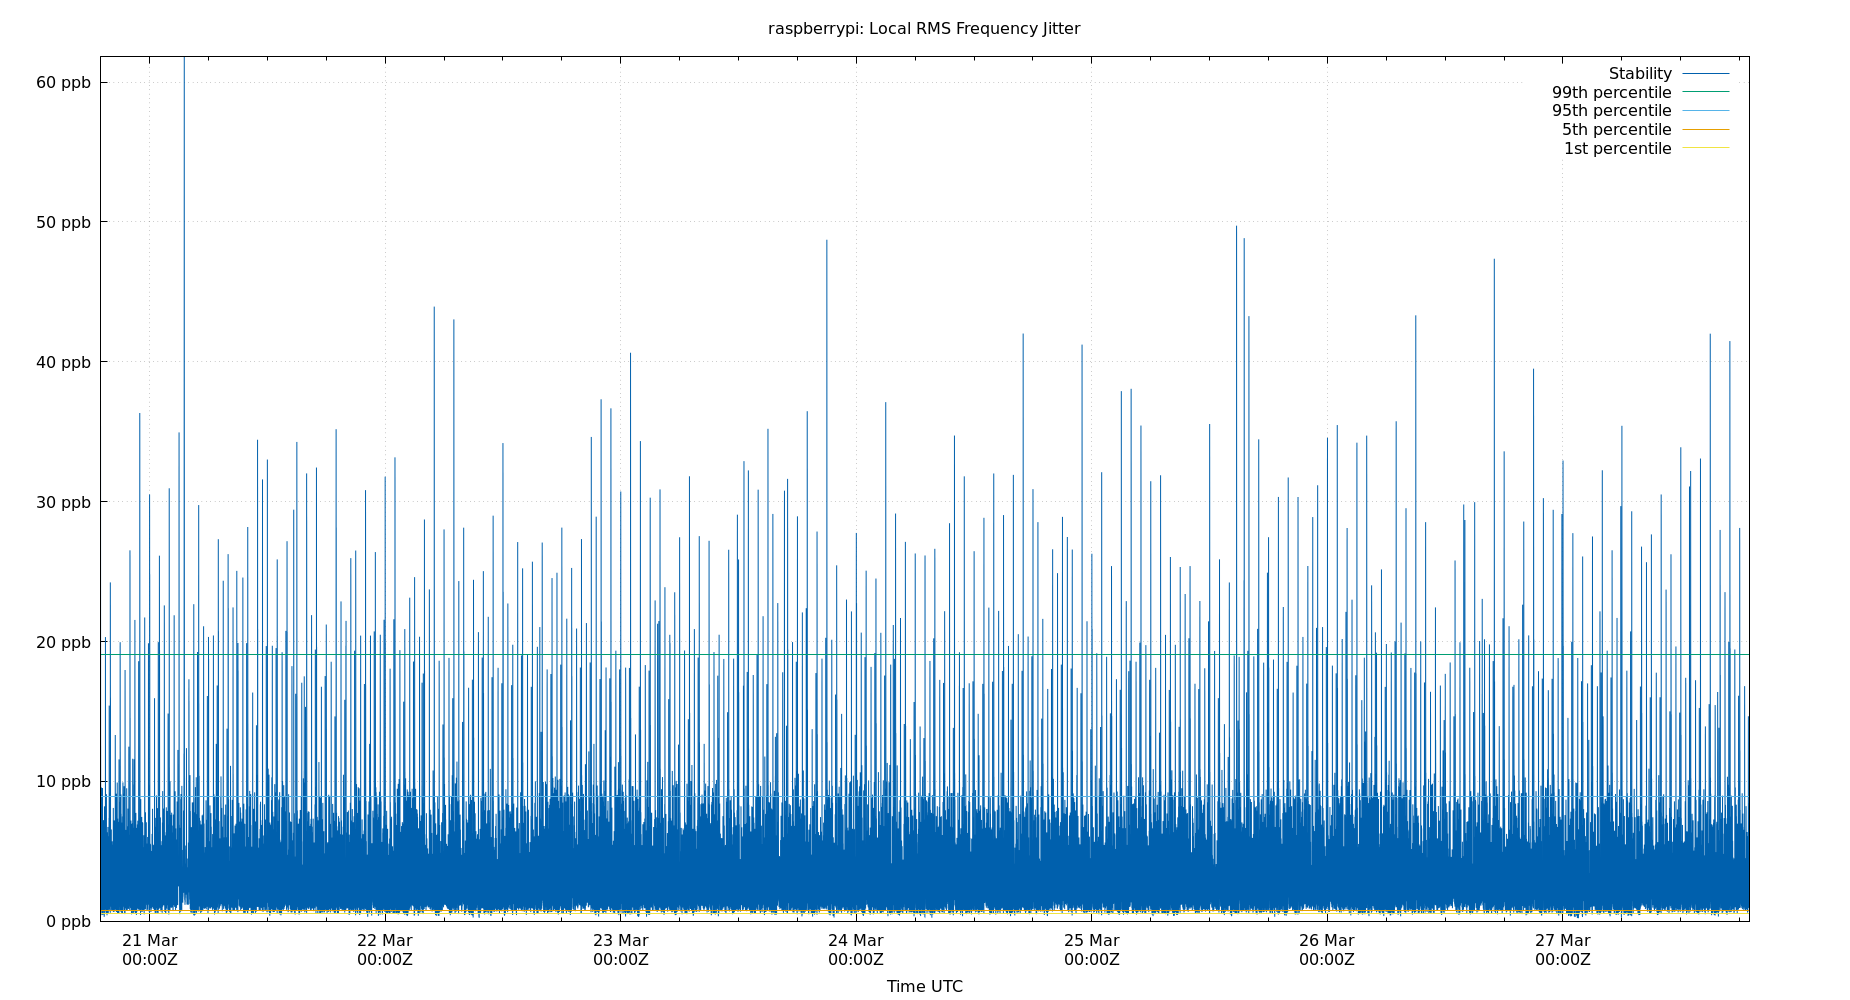 raspberrypi: Local RMS Frequency Jitter
Stability
99th percentile
95th percentile
5th percentile
1st percentile
60 ppb
50 ppb
40 ppb
30 ppb
20 ppb
10 ppb
0 ppb
21 Mar 22 Mar 23 Mar 24 Mar 25 Mar 26 Mar 27 Mar
00:00Z 00:00Z 00:00Z 00:00Z 00:00Z 00:00Z 00:00Z
Time UTC